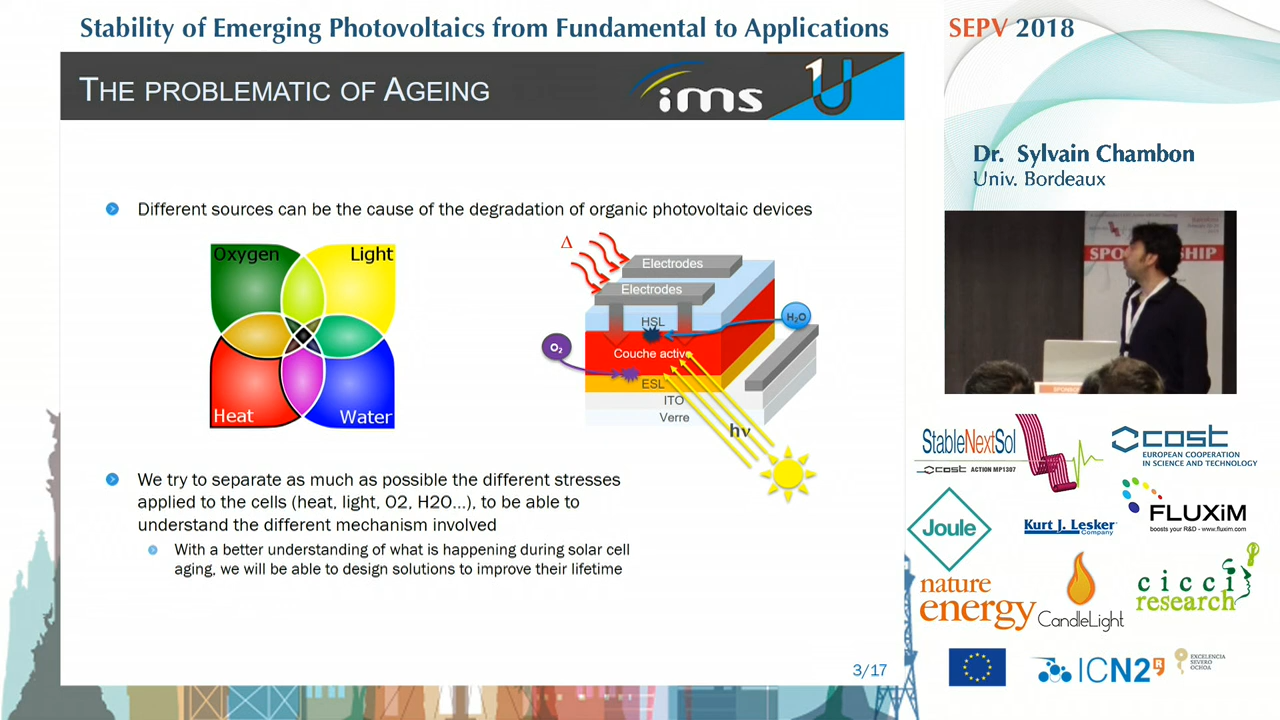 Stability of Emerging Photovoltaics from Fundamental to Applications
SEPV 2018
THE PROBLEMATIC OF AGEING
ims
U
Dr. Sylvain Chambon
Univ. Bordeaux
Different sources can be the cause of the degradation of organic photovoltaic devices
Oxygen
Light
Heat
Water
Δ
Electrodes
Electrodes
HSL
H₂O
O₂
Couche active
ESL
ITO
Verre
hν
We try to separate as much as possible the different stresses
applied to the cells (heat, light, O2, H2O...), to be able to
understand the different mechanism involved
With a better understanding of what is happening during solar cell
aging, we will be able to design solutions to improve their lifetime
3/17
SPONSORSHIP
StableNextSol
cost ACTION MP1307
cost
EUROPEAN COOPERATION
IN SCIENCE AND TECHNOLOGY
Joule
Kurt J. Lesker
Company
FLUXiM
boosts your R&D - www.fluxim.com
nature
energy
CandleLight
cicci
research
ICN2
EXCELENCIA
SEVERO
OCHOA